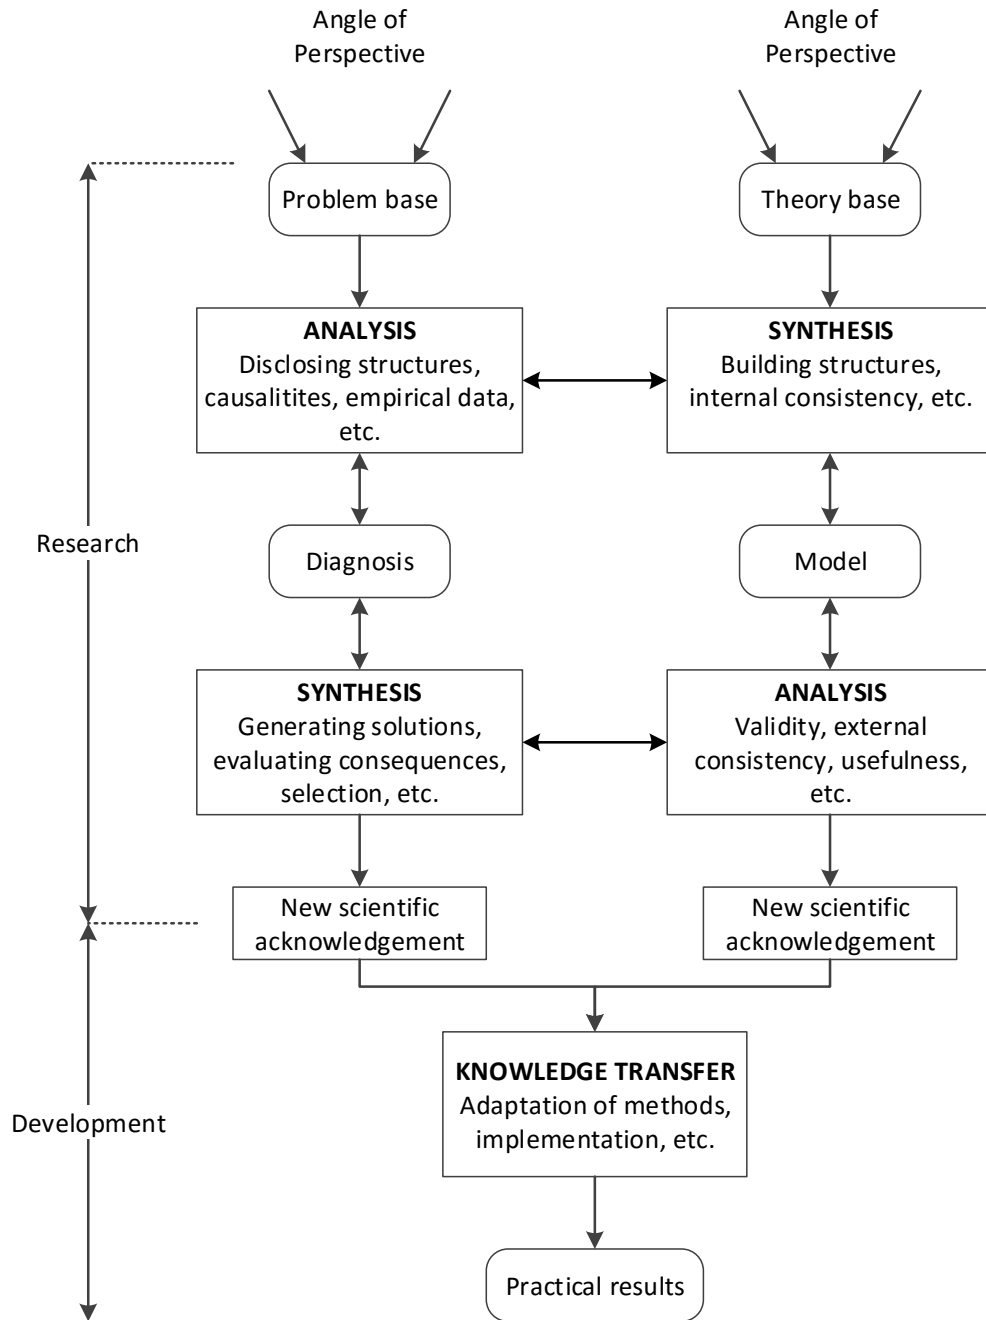 Angle of
Perspective
Angle of
Perspective
Problem base
Theory base
ANALYSIS
Disclosing structures,
causalitites, empirical data,
etc.
SYNTHESIS
Building structures,
internal consistency, etc.
Research
Diagnosis
Model
SYNTHESIS
Generating solutions,
evaluating consequences,
selection, etc.
ANALYSIS
Validity, external
consistency, usefulness,
etc.
New scientific
acknowledgement
New scientific
acknowledgement
Development
KNOWLEDGE TRANSFER
Adaptation of methods,
implementation, etc.
Practical results